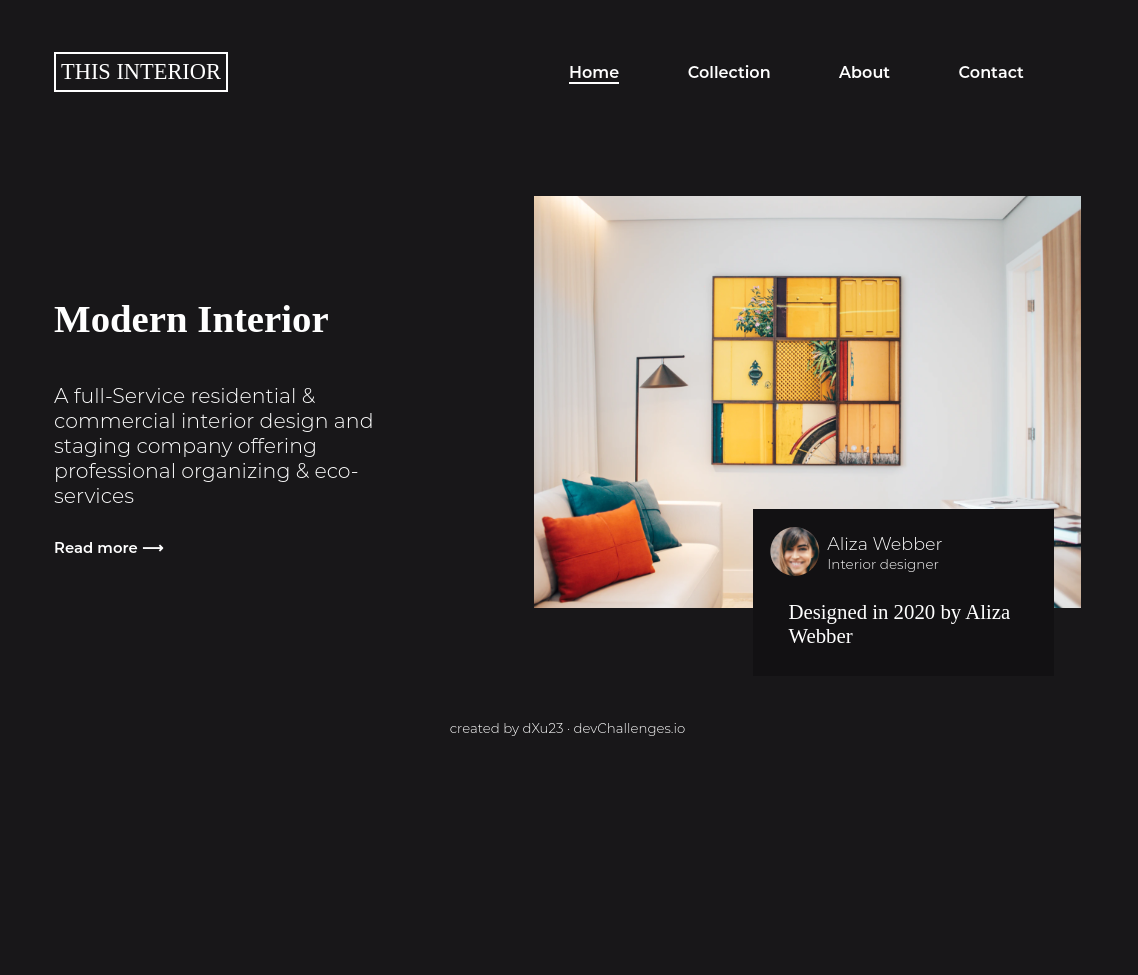 THIS INTERIOR
Home Collection About Contact
Modern Interior
A full-Service residential &
commercial interior design and
staging company offering
professional organizing & eco-
services
Read more ⟶
Aliza Webber
Interior designer
Designed in 2020 by Aliza
Webber
created by dXu23 · devChallenges.io